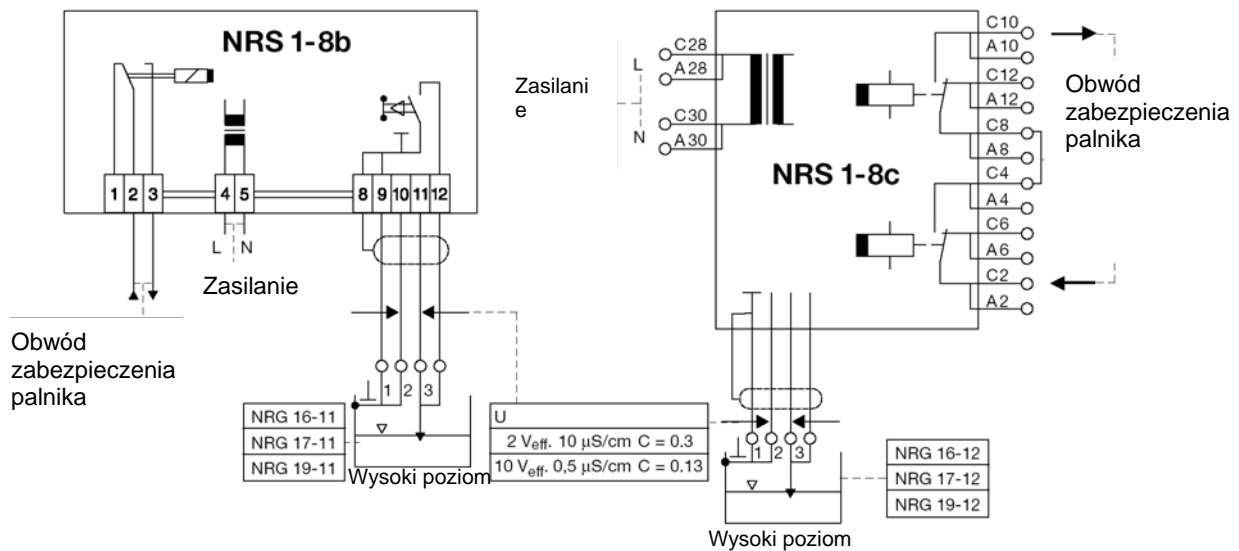 NRS 1-8b
1 2 3 4 5 8 9 10 11 12
L N
Zasilanie
Obwód
zabezpieczenia
palnika
1 2 3
NRG 16-11
NRG 17-11
NRG 19-11
Wysoki poziom
U
2 Veff. 10 µS/cm C = 0.3
10 Veff. 0,5 µS/cm C = 0.13
Zasilani
e
L
N
C28
A28
C30
A30
NRS 1-8c
C10
A10
C12
A12
C8
A8
C4
A4
C6
A6
C2
A2
Obwód
zabezpieczenia
palnika
1 2 3
NRG 16-12
NRG 17-12
NRG 19-12
Wysoki poziom